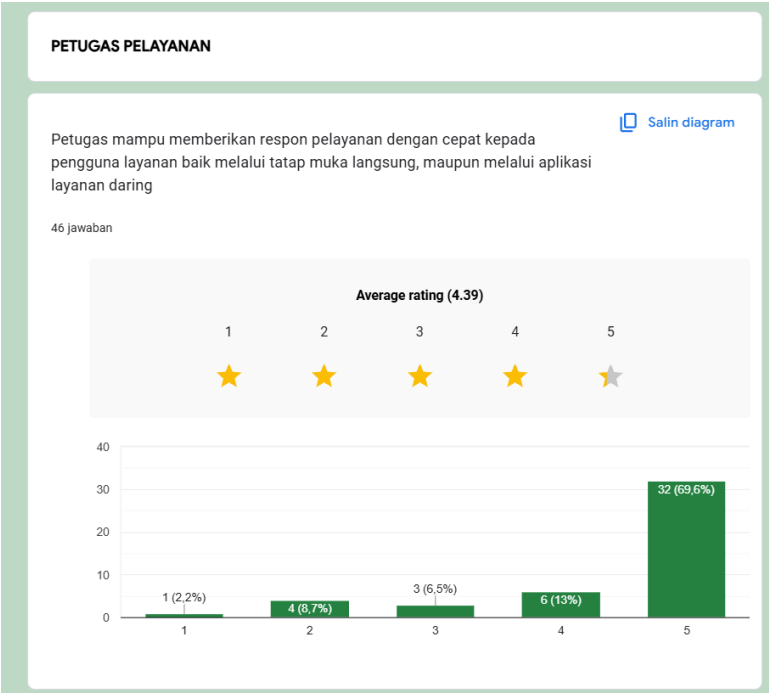 PETUGAS PELAYANAN
Salin diagram
Petugas mampu memberikan respon pelayanan dengan cepat kepada
pengguna layanan baik melalui tatap muka langsung, maupun melalui aplikasi
layanan daring
46 jawaban
Average rating (4.39)
1 2 3 4 5
40
30
20
10
0
1 (2,2%)
4 (8,7%)
3 (6,5%)
6 (13%)
32 (69,6%)
1 2 3 4 5